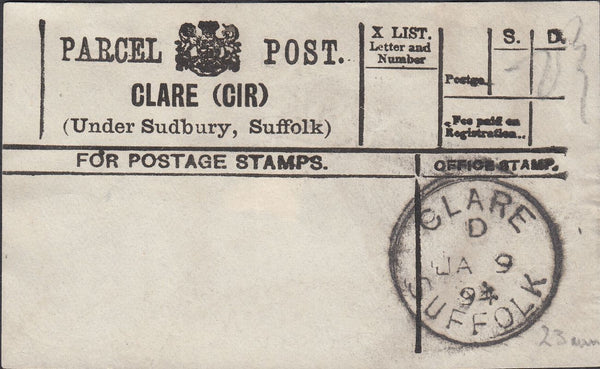 PARCEL POST.
CLARE (CIR)
(Under Sudbury, Suffolk)
X LIST.
Letter and
Number
S. D.
Postage
Fee paid on
Registration..
FOR POSTAGE STAMPS.
OFFICE STAMP.
CLARE
D
JA 9
94
SUFFOLK